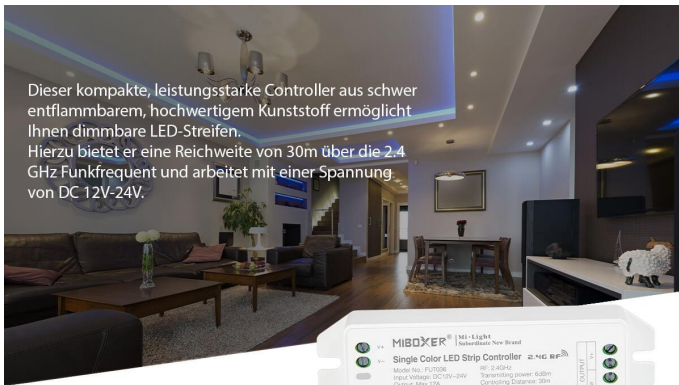 Dieser kompakte, leistungsstarke Controller aus schwer
entflammbarem, hochwertigem Kunststoff ermöglicht
Ihnen dimmbare LED-Streifen.
Hierzu bietet er eine Reichweite von 30m über die 2.4
GHz Funkfrequent und arbeitet mit einer Spannung
von DC 12V-24V.
V+
V-
MIBOXER® Mi·Light
Subordinate New Brand
Single Color LED Strip Controller 2.4G RF
Model No.: FUT036
Input Voltage: DC12V~24V
Output: Max 12A
RF: 2.4GHz
Transmitting power: 6dBm
Controlling Distance: 30m
OUTPUT
V+